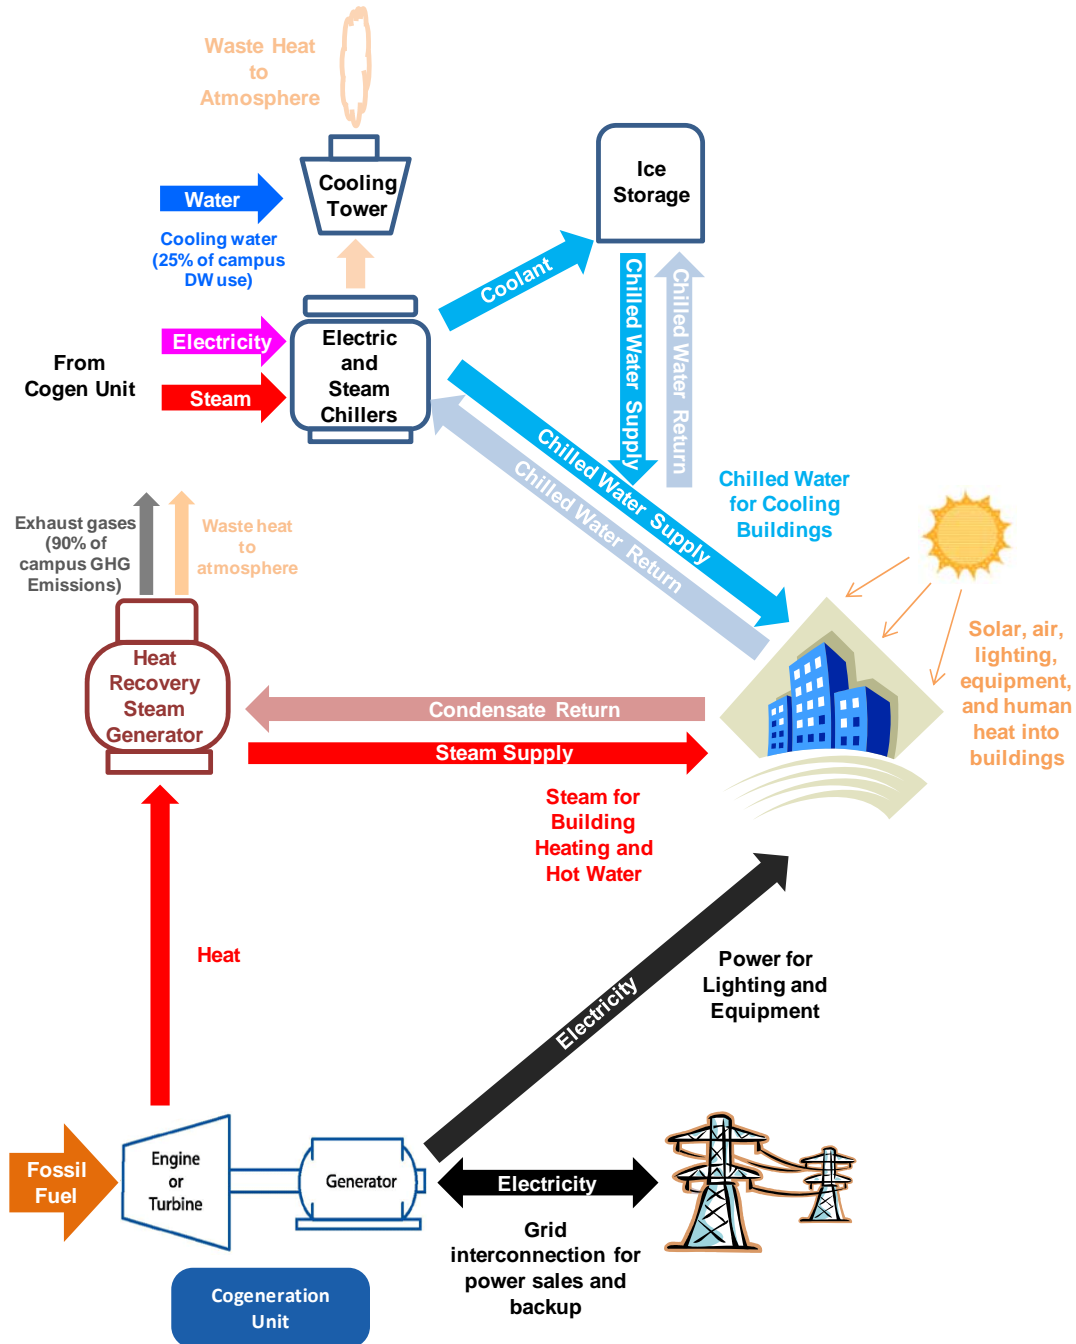 Waste Heat
to
Atmosphere
Cooling
Tower
Ice
Storage
Water
Cooling water
(25% of campus
DW use)
Coolant
Chilled Water Supply
Chilled Water Return
Electricity
From
Cogen Unit
Steam
Electric
and
Steam
Chillers
Chilled Water Supply
Chilled Water Return
Chilled Water
for Cooling
Buildings
Exhaust gases
(90% of
campus GHG
Emissions)
Waste heat
to
atmosphere
Solar, air,
lighting,
equipment,
and human
heat into
buildings
Heat
Recovery
Steam
Generator
Condensate Return
Steam Supply
Steam for
Building
Heating and
Hot Water
Heat
Electricity
Power for
Lighting and
Equipment
Fossil
Fuel
Engine
or
Turbine
Generator
Electricity
Grid
interconnection for
power sales and
backup
Cogeneration
Unit